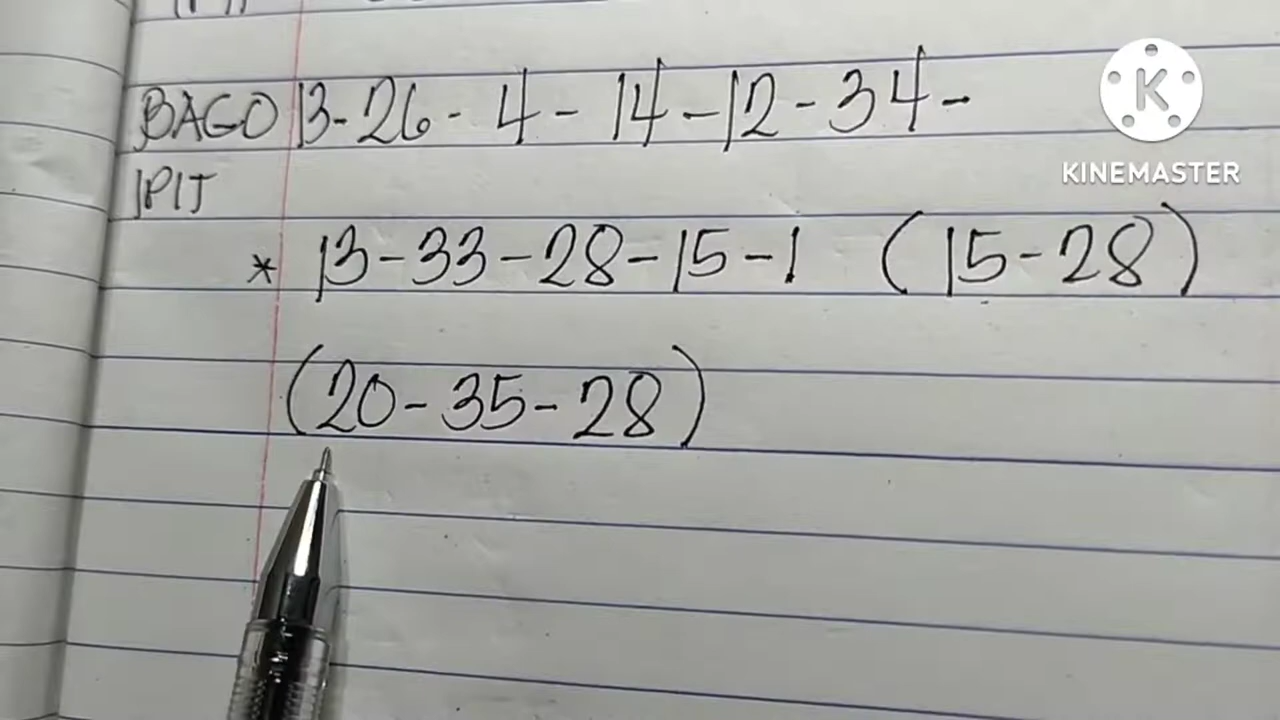 BAGO 13-26-4-14-12-34-
IPIT
* 13-33-28-15-1 (15-28)
(20-35-28)
K
KINEMASTER